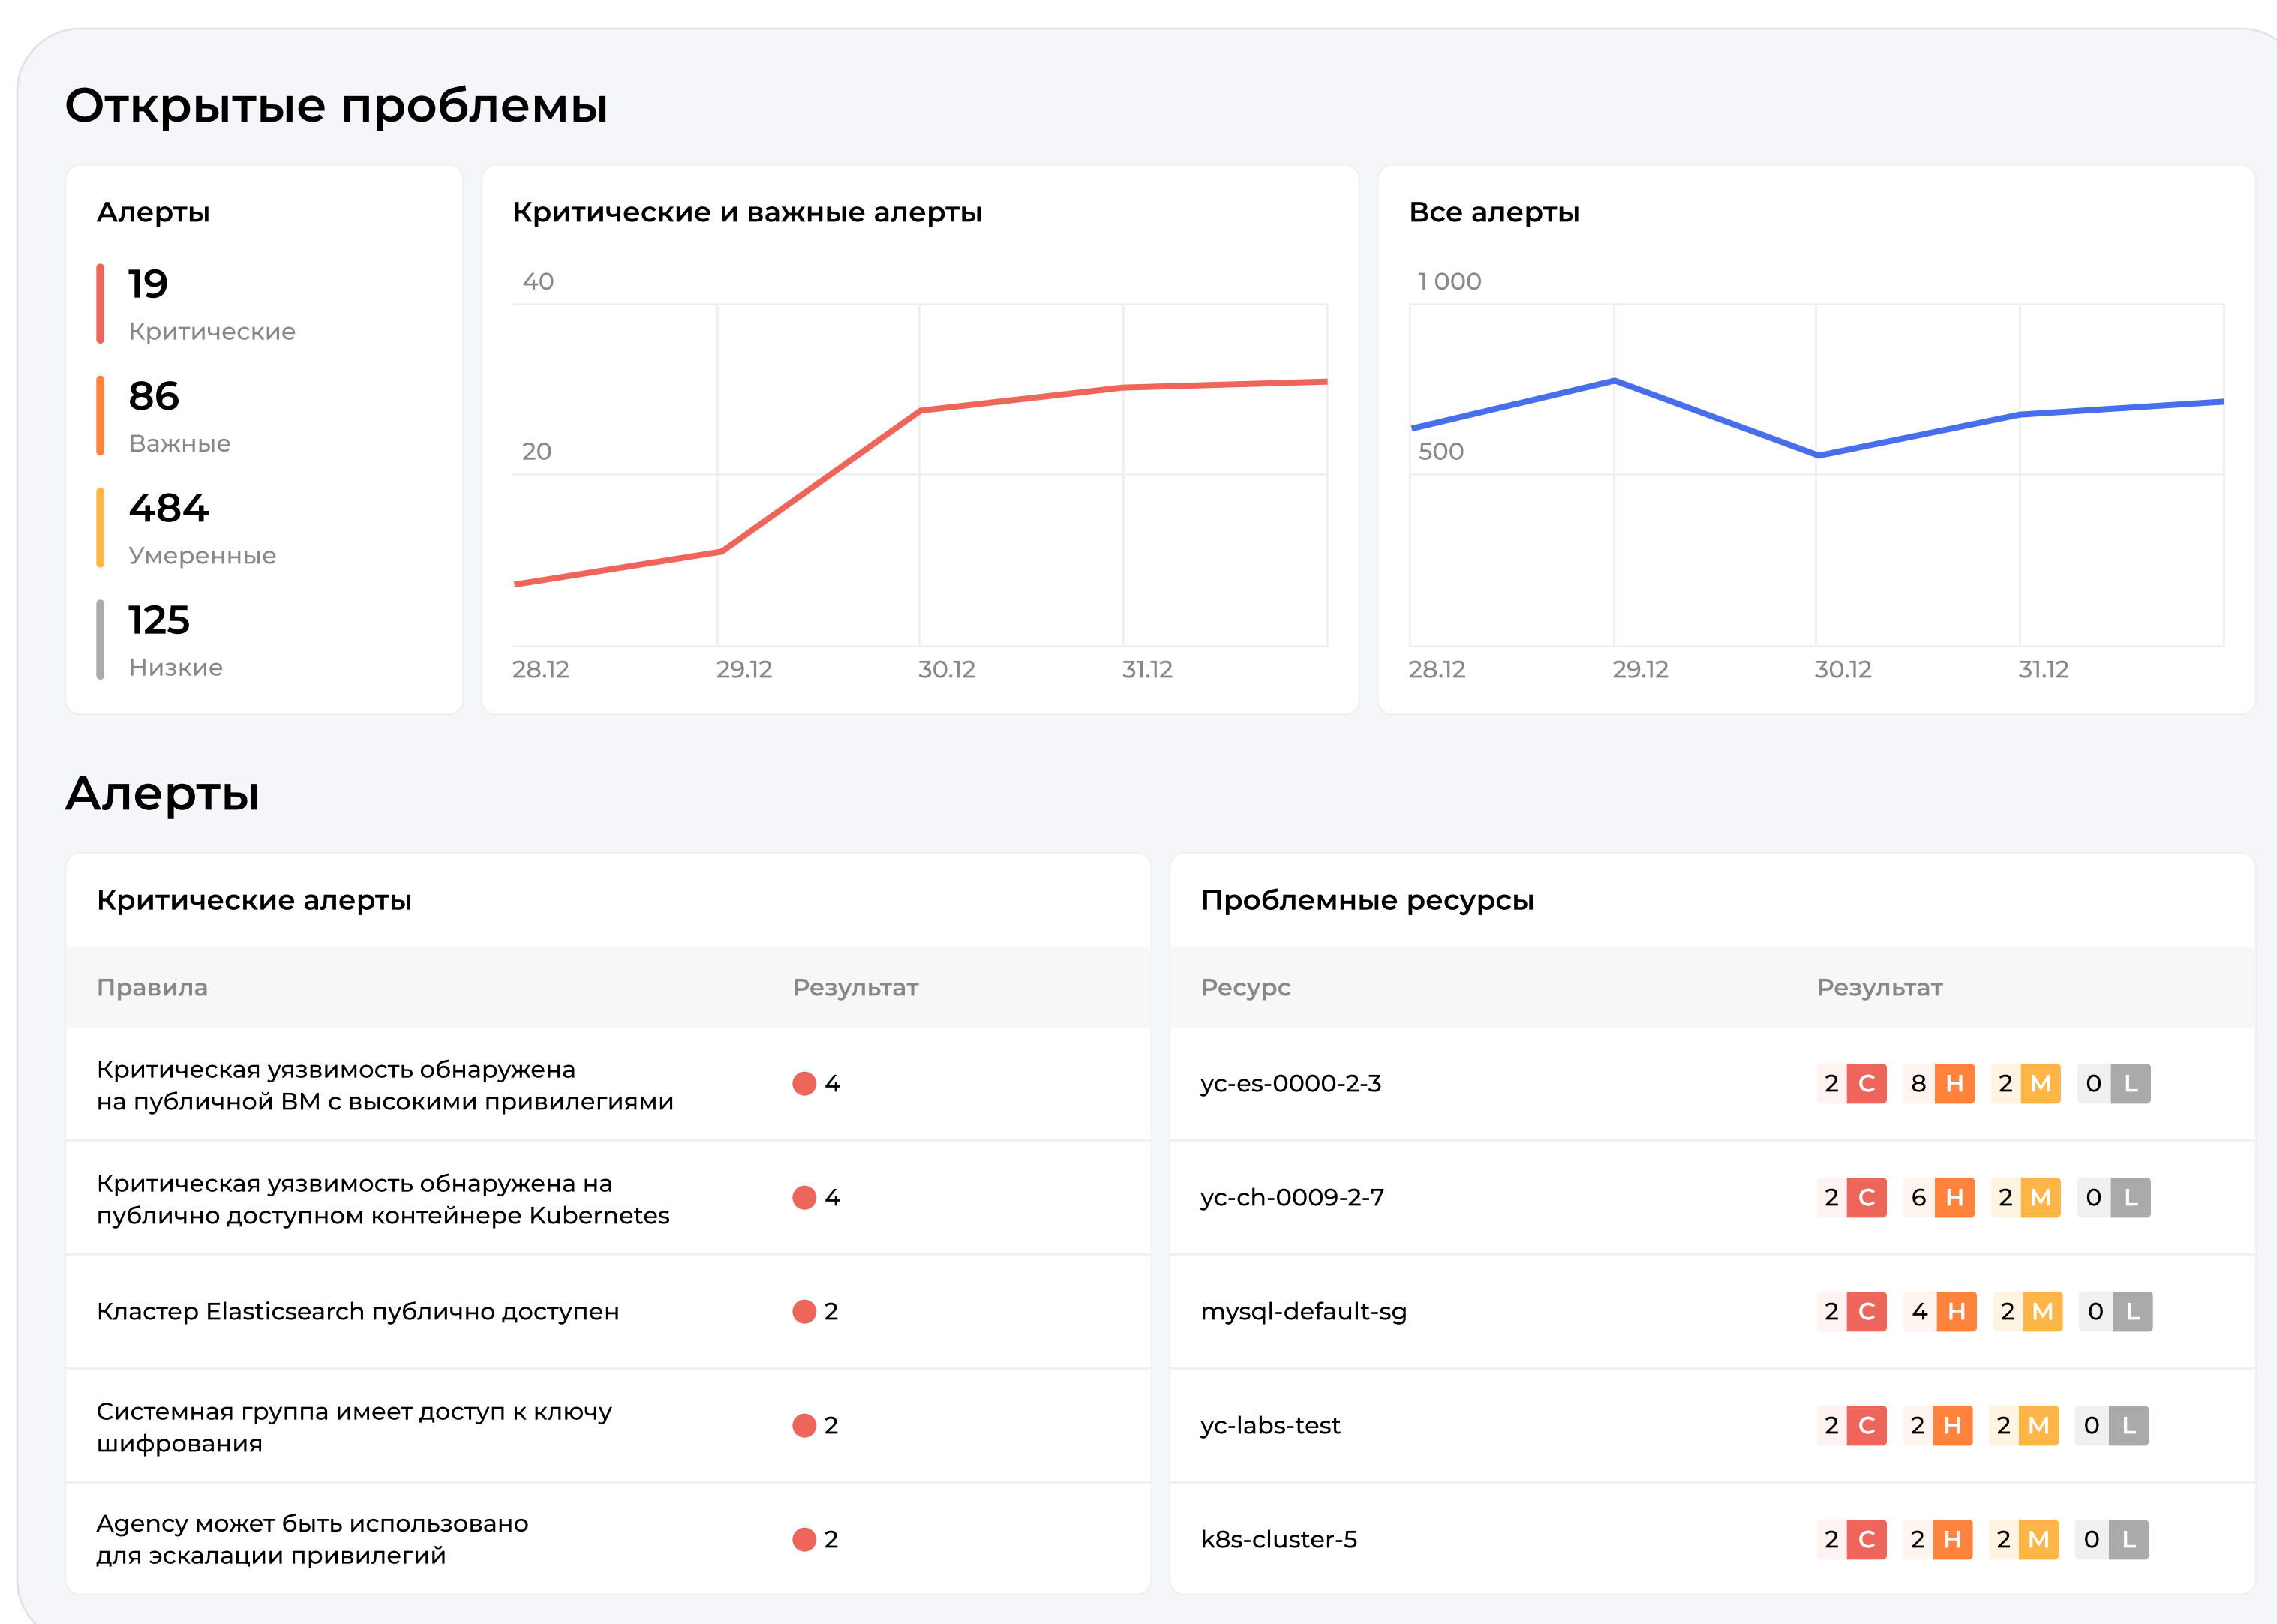 Открытые проблемы
Алерты
19
Критические
86
Важные
484
Умеренные
125
Низкие
Критические и важные алерты
40
20
28.12 29.12 30.12 31.12
Все алерты
1 000
500
28.12 29.12 30.12 31.12
Алерты
Критические алерты
Правила Результат
Критическая уязвимость обнаружена
на публичной ВМ с высокими привилегиями
4
Критическая уязвимость обнаружена на
публично доступном контейнере Kubernetes
4
Кластер Elasticsearch публично доступен 2
Системная группа имеет доступ к ключу
шифрования
2
Agency может быть использовано
для эскалации привилегий
2
Проблемные ресурсы
Ресурс Результат
yc-es-0000-2-3 2 C 8 H 2 M 0 L
yc-ch-0009-2-7 2 C 6 H 2 M 0 L
mysql-default-sg 2 C 4 H 2 M 0 L
yc-labs-test 2 C 2 H 2 M 0 L
k8s-cluster-5 2 C 2 H 2 M 0 L